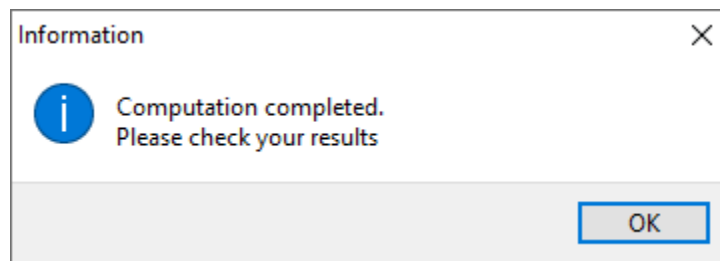 Information
Computation completed.
Please check your results
OK